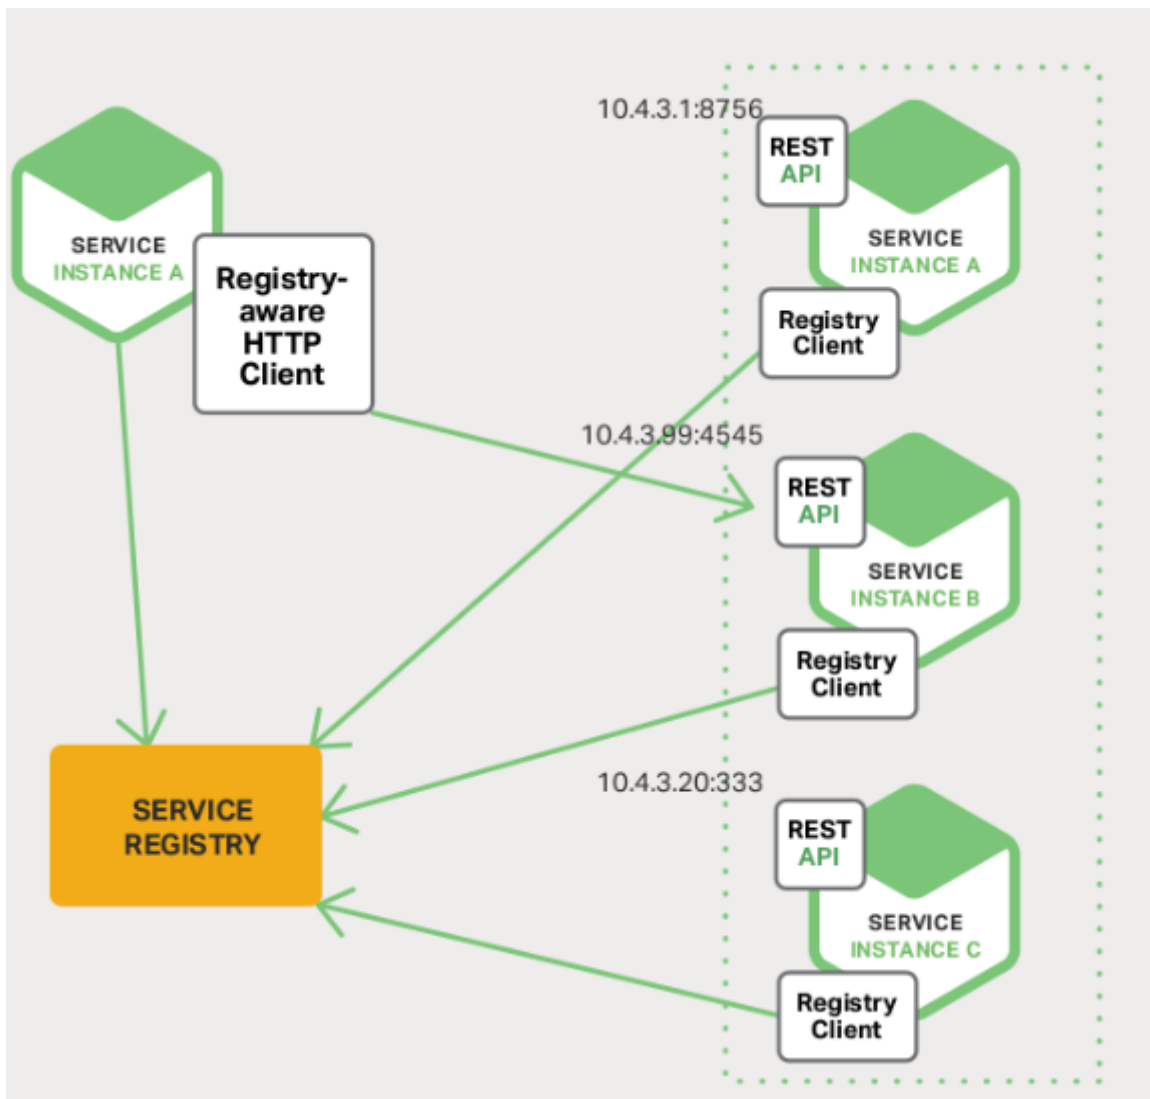 SERVICE
INSTANCE A
Registry-
aware
HTTP
Client
SERVICE
REGISTRY
10.4.3.1:8756
REST
API
SERVICE
INSTANCE A
Registry
Client
10.4.3.99:4545
REST
API
SERVICE
INSTANCE B
Registry
Client
10.4.3.20:333
REST
API
SERVICE
INSTANCE C
Registry
Client